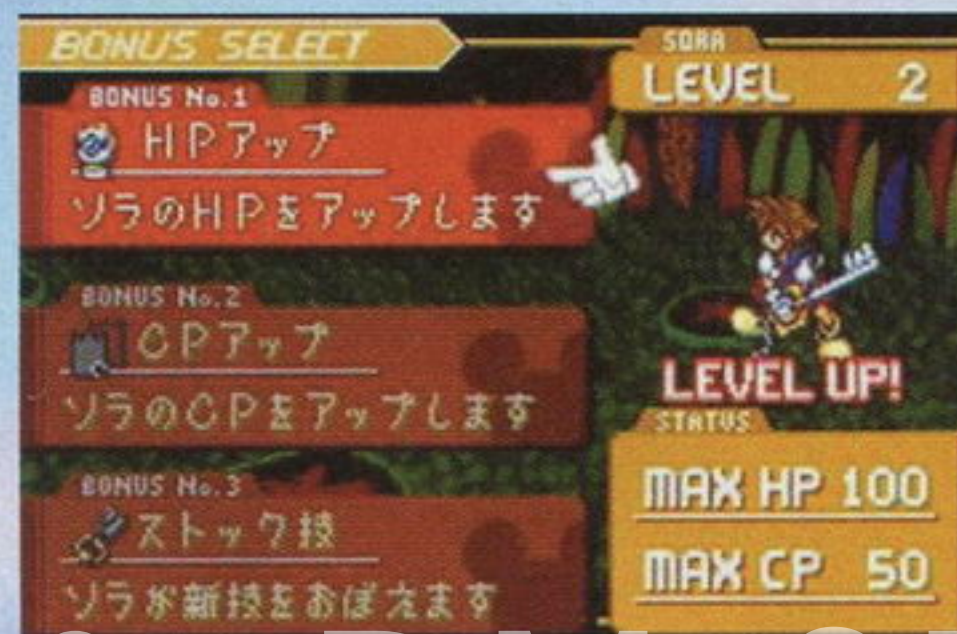 BONUS SELECT
BONUS No.1
HPアップ
ソラのHPをアップします
BONUS No.2
CPアップ
ソラのCPをアップします
BONUS No.3
ストック技
ソラが新技をおぼえます
SORA
LEVEL 2
LEVEL UP!
STATUS
MAX HP 100
MAX CP 50